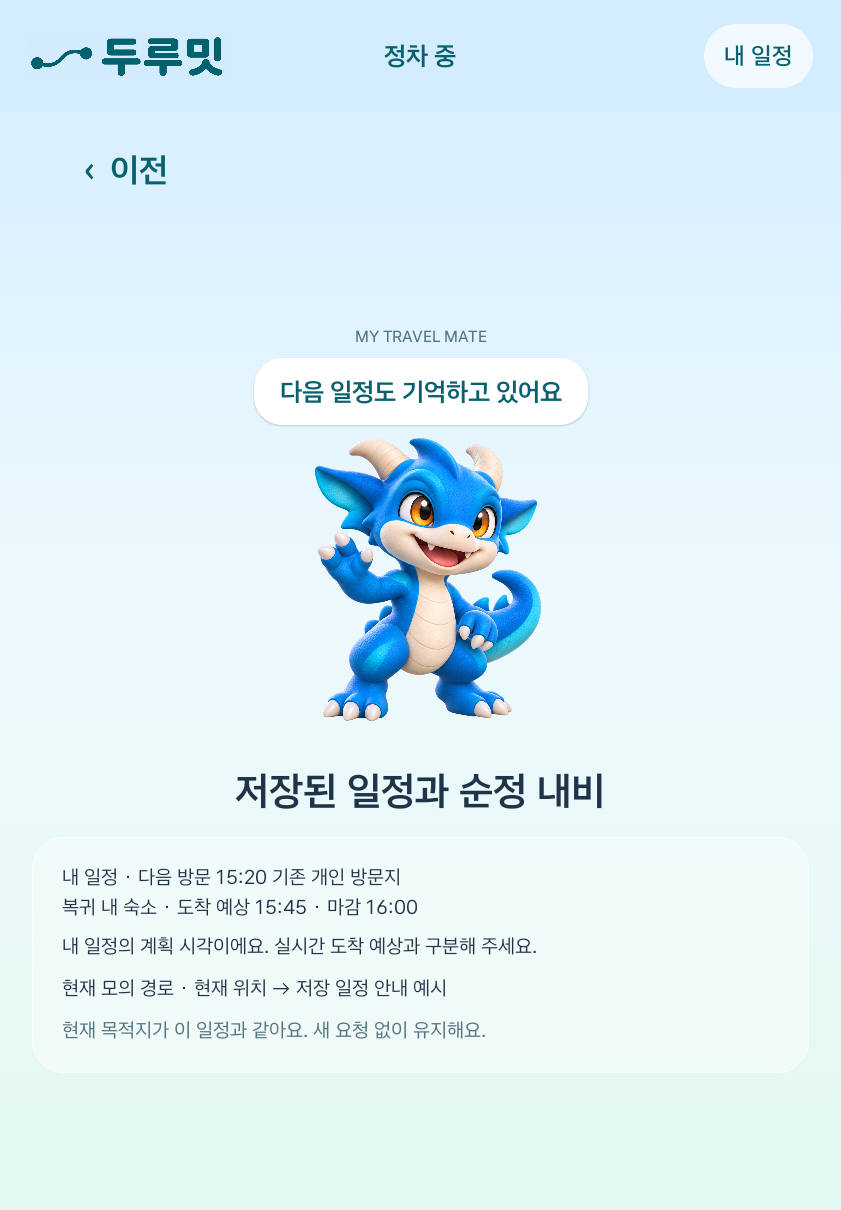 두루밋
정차 중
내 일정
‹ 이전
MY TRAVEL MATE
다음 일정도 기억하고 있어요
저장된 일정과 순정 내비
내 일정 · 다음 방문 15:20 기존 개인 방문지
복귀 내 숙소 · 도착 예상 15:45 · 마감 16:00
내 일정의 계획 시각이에요. 실시간 도착 예상과 구분해 주세요.
현재 모의 경로 · 현재 위치 → 저장 일정 안내 예시
현재 목적지가 이 일정과 같아요. 새 요청 없이 유지해요.